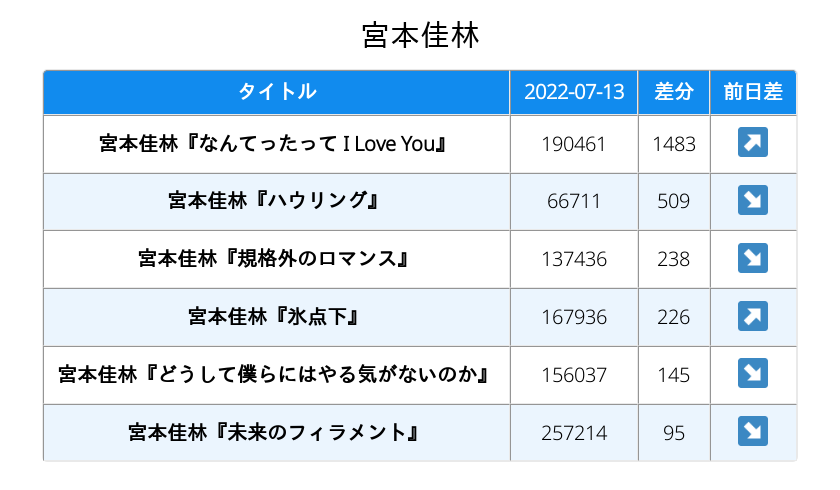 宮本佳林
タイトル 2022-07-13 差分 前日差
宮本佳林『なんてったって I Love You』 190461 1483 ↗
宮本佳林『ハウリング』 66711 509 ↘
宮本佳林『規格外のロマンス』 137436 238 ↘
宮本佳林『氷点下』 167936 226 ↗
宮本佳林『どうして僕らにはやる気がないのか』 156037 145 ↘
宮本佳林『未来のフィラメント』 257214 95 ↘